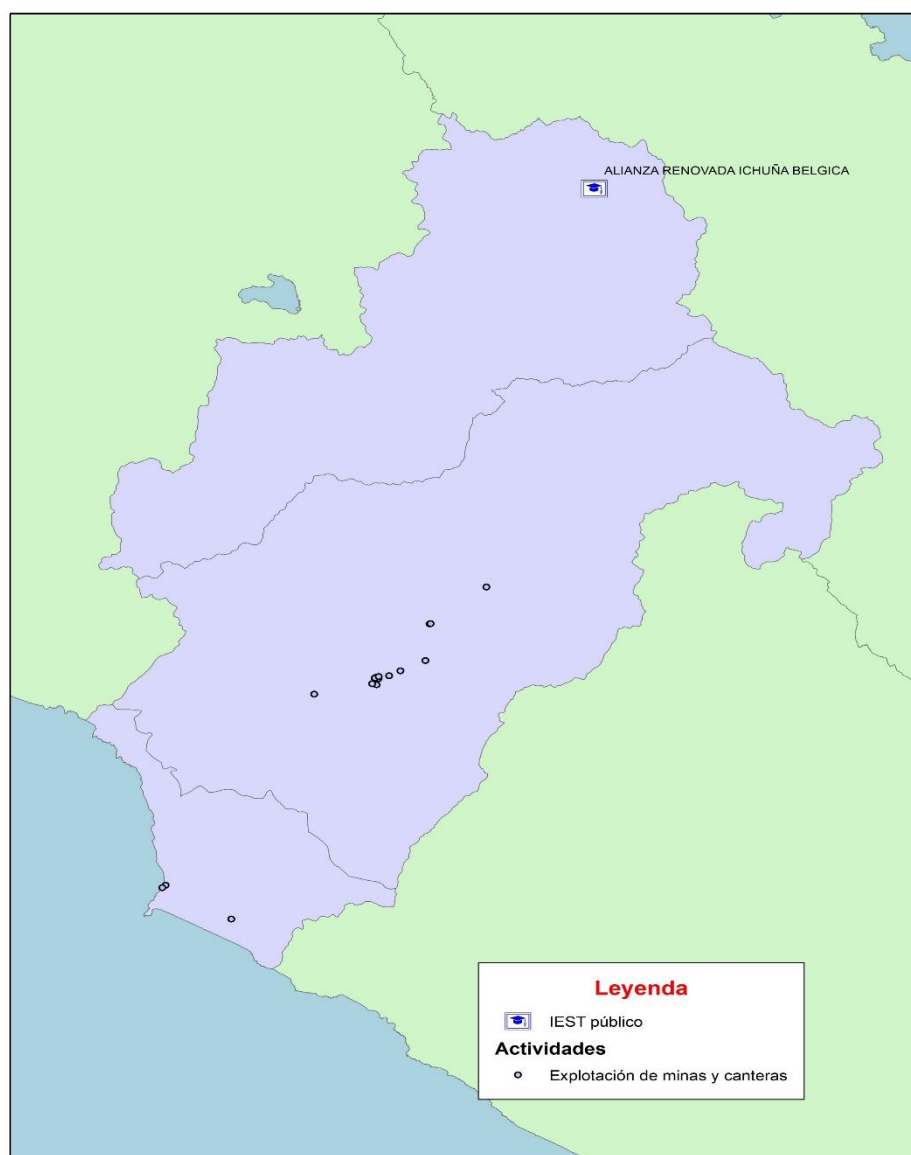 ALIANZA RENOVADA ICHUÑA BELGICA
Leyenda
IEST público
Actividades
Explotación de minas y canteras